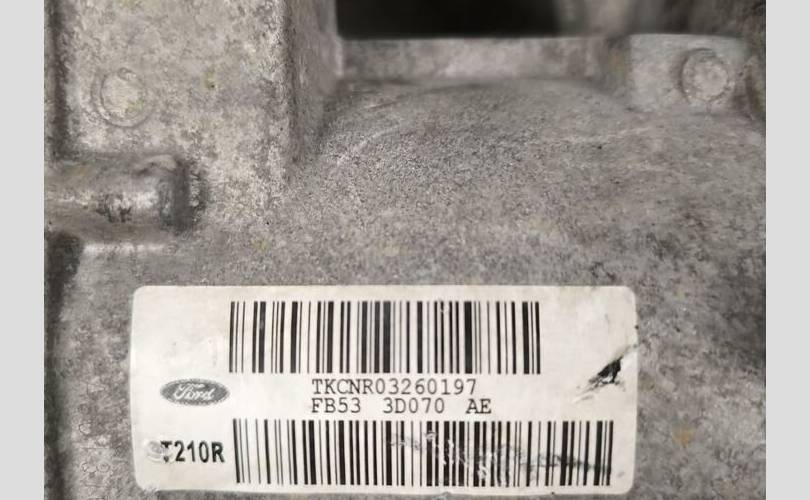 TKCNR03260197
Ford
FB53 3D070 AE
T210R